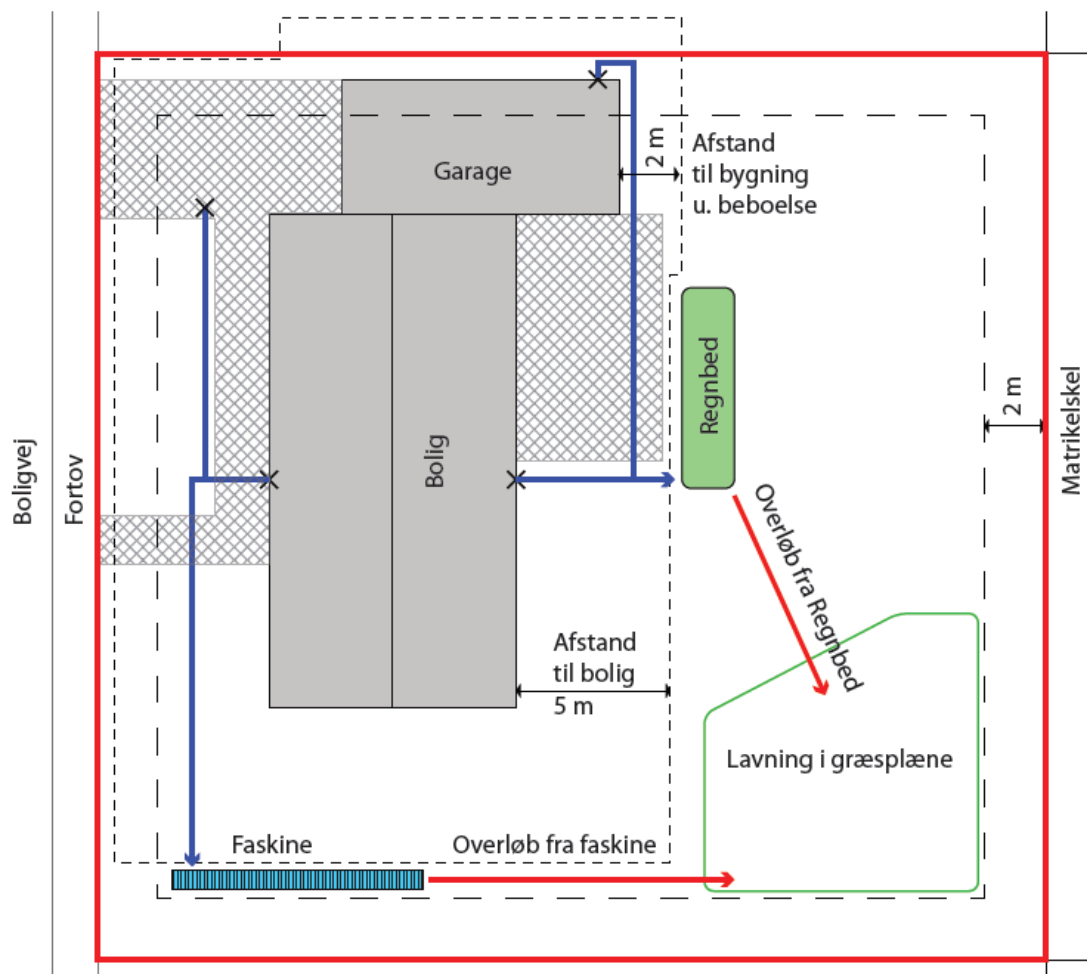 Garage
2 m
Afstand
til bygning
u. beboelse
Regnbed
2 m
Matrikelskel
Boligvej
Fortov
Bolig
Overløb fra Regnbed
Afstand
til bolig
5 m
Lavning i græsplæne
Faskine
Overløb fra faskine